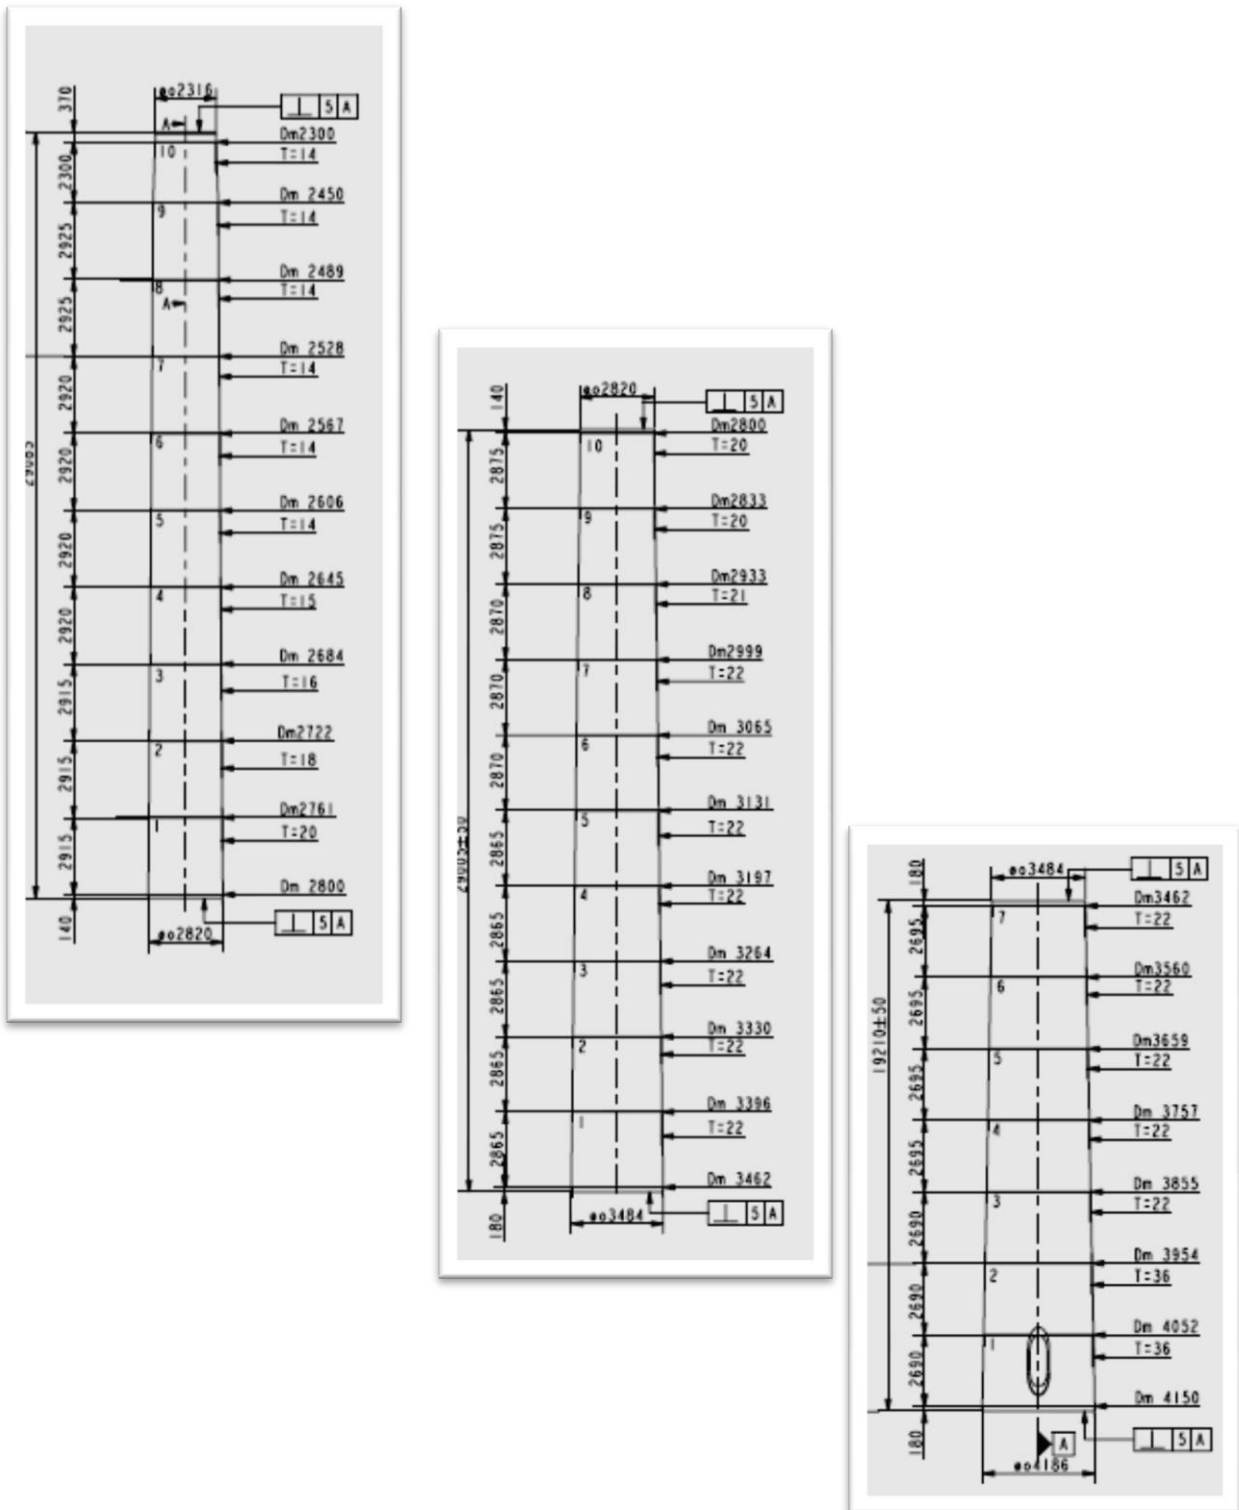 øo2316
370
⊥ 5 A
A
Dm2300
10
T=14
2300
Dm 2450
9
T=14
2925
Dm 2489
8
T=14
A
2925
Dm 2528
7
T=14
2920
Dm 2567
6
T=14
2920
Dm 2606
5
T=14
2920
Dm 2645
4
T=15
2920
Dm 2684
3
T=16
2915
Dm2722
2
T=18
2915
Dm2761
1
T=20
2915
Dm 2800
140
⊥ 5 A
øo2820
øo2820
140
⊥ 5 A
Dm2800
10
T=20
2875
Dm2833
9
T=20
2875
Dm2933
8
T=21
2870
Dm2999
7
T=22
2870
Dm 3065
6
T=22
2870
Dm 3131
5
T=22
2865
Dm 3197
4
T=22
2865
Dm 3264
3
T=22
2865
Dm 3330
2
T=22
2865
Dm 3396
1
T=22
2865
Dm 3462
180
⊥ 5 A
øo3484
øo3484
180
⊥ 5 A
Dm3462
7
T=22
2695
Dm3560
6
T=22
2695
19210±50
Dm3659
5
T=22
2695
Dm 3757
4
T=22
2695
Dm 3855
3
T=22
2690
Dm 3954
2
T=36
2690
Dm 4052
1
T=36
2690
Dm 4150
180
A
⊥ 5 A
øo4186